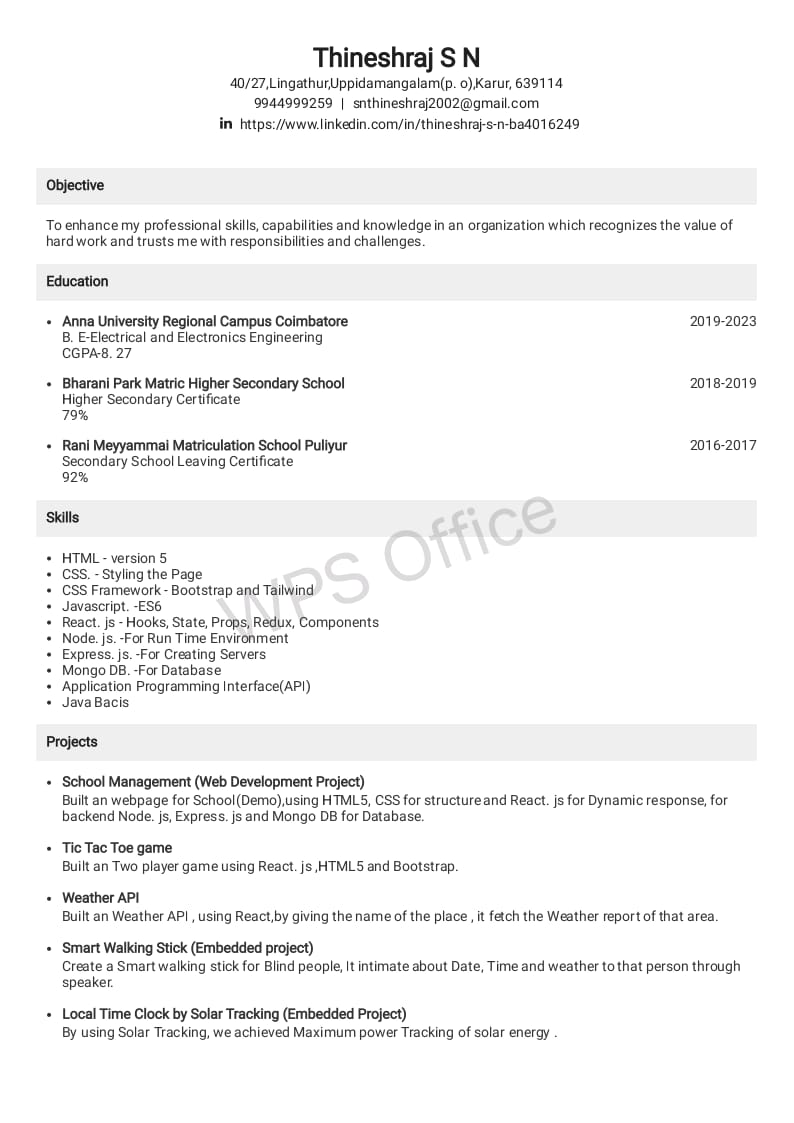 Thineshraj S N
40/27,Lingathur,Uppidamangalam(p. o),Karur, 639114
9944999259 | snthineshraj2002@gmail.com
in https://www.linkedin.com/in/thineshraj-s-n-ba4016249
Objective
To enhance my professional skills, capabilities and knowledge in an organization which recognizes the value of
hard work and trusts me with responsibilities and challenges.
Education
• Anna University Regional Campus Coimbatore 2019-2023
B. E-Electrical and Electronics Engineering
CGPA-8. 27
• Bharani Park Matric Higher Secondary School 2018-2019
Higher Secondary Certificate
79%
• Rani Meyyammai Matriculation School Puliyur 2016-2017
Secondary School Leaving Certificate
92%
Skills
• HTML - version 5
• CSS. - Styling the Page
• CSS Framework - Bootstrap and Tailwind
• Javascript. -ES6
• React. js - Hooks, State, Props, Redux, Components
• Node. js. -For Run Time Environment
• Express. js. -For Creating Servers
• Mongo DB. -For Database
• Application Programming Interface(API)
• Java Bacis
WPS Office
Projects
• School Management (Web Development Project)
Built an webpage for School(Demo),using HTML5, CSS for structure and React. js for Dynamic response, for
backend Node. js, Express. js and Mongo DB for Database.
• Tic Tac Toe game
Built an Two player game using React. js ,HTML5 and Bootstrap.
• Weather API
Built an Weather API , using React,by giving the name of the place , it fetch the Weather report of that area.
• Smart Walking Stick (Embedded project)
Create a Smart walking stick for Blind people, It intimate about Date, Time and weather to that person through
speaker.
• Local Time Clock by Solar Tracking (Embedded Project)
By using Solar Tracking, we achieved Maximum power Tracking of solar energy .